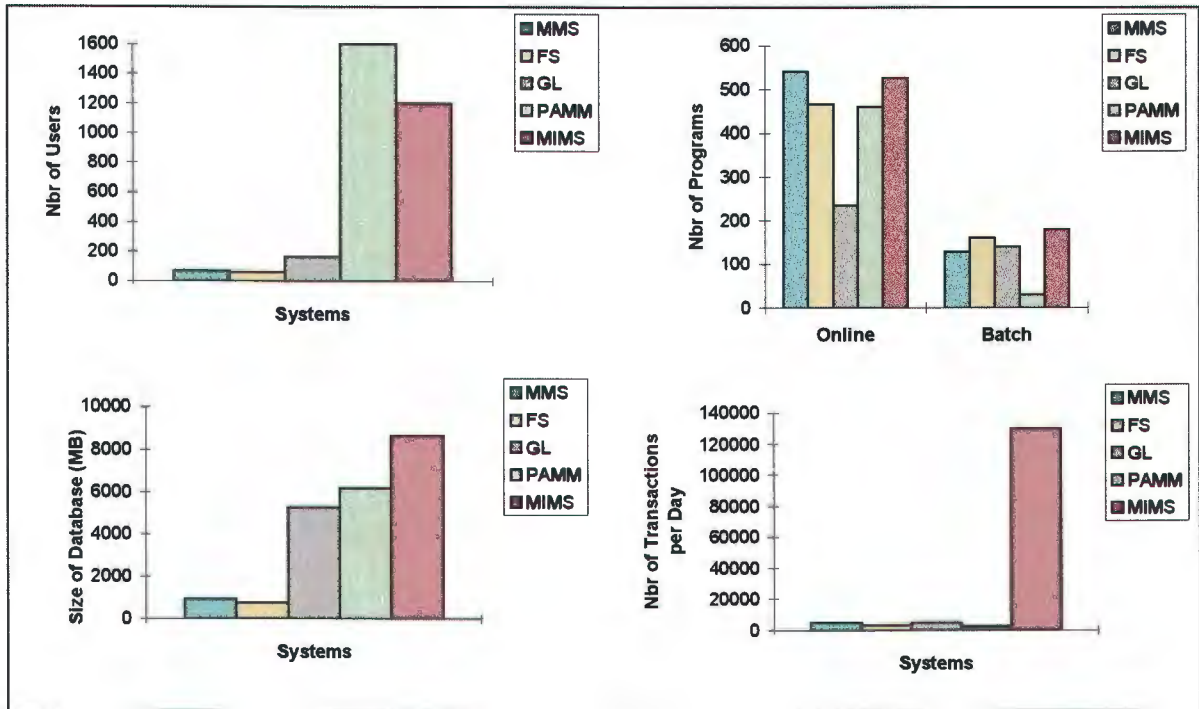 1600
1400
1200
1000
800
600
400
200
0
Nbr of Users
Systems
MMS
FS
GL
PAMM
MIMS
600
500
400
300
200
100
0
Nbr of Programs
Online
Batch
MMS
FS
GL
PAMM
MIMS
10000
8000
6000
4000
2000
0
Size of Database (MB)
Systems
MMS
FS
GL
PAMM
MIMS
140000
120000
100000
80000
60000
40000
20000
0
Nbr of Transactions
per Day
Systems
MMS
FS
GL
PAMM
MIMS